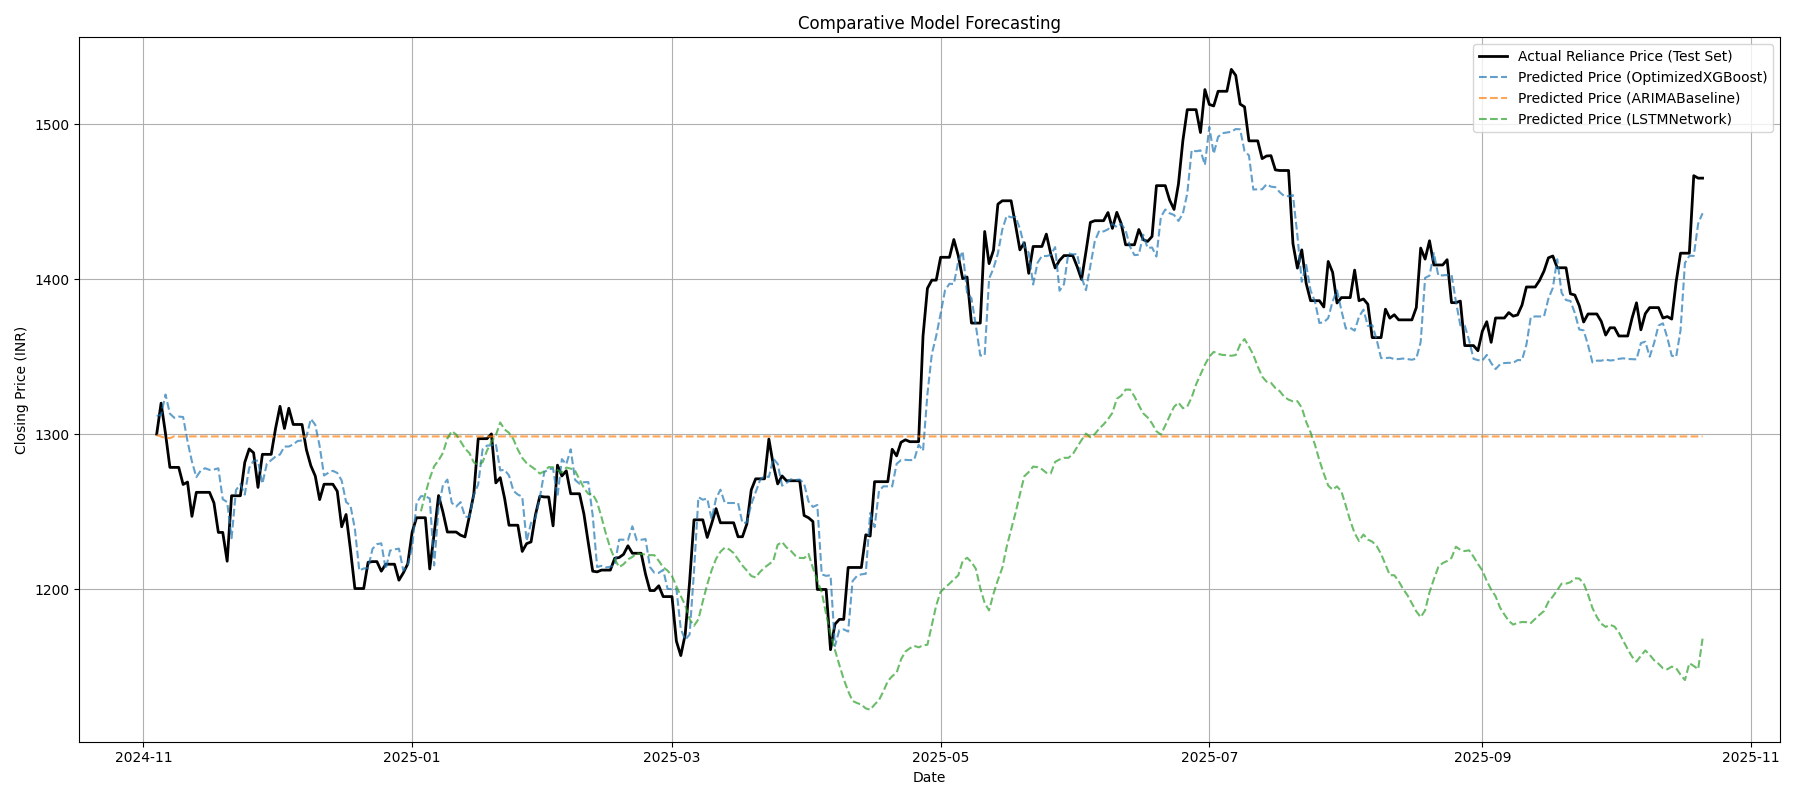 Comparative Model Forecasting
Actual Reliance Price (Test Set)
Predicted Price (OptimizedXGBoost)
Predicted Price (ARIMABaseline)
Predicted Price (LSTMNetwork)
Closing Price (INR)
1500
1400
1300
1200
2024-11
2025-01
2025-03
2025-05
2025-07
2025-09
2025-11
Date